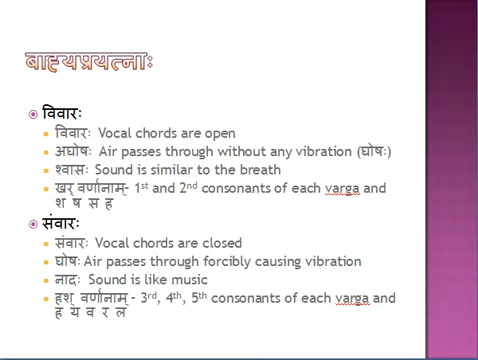 बाह्यप्रयत्नाः
विवारः
विवारः Vocal chords are open
अघोषः Air passes through without any vibration (घोषः)
श्वासः Sound is similar to the breath
खर् वर्णानाम्- 1st and 2nd consonants of each varga and
श ष स ह
संवारः
संवारः Vocal chords are closed
घोषः Air passes through forcibly causing vibration
नादः Sound is like music
हश् वर्णानाम् - 3rd, 4th, 5th consonants of each varga and
ह य व र ल